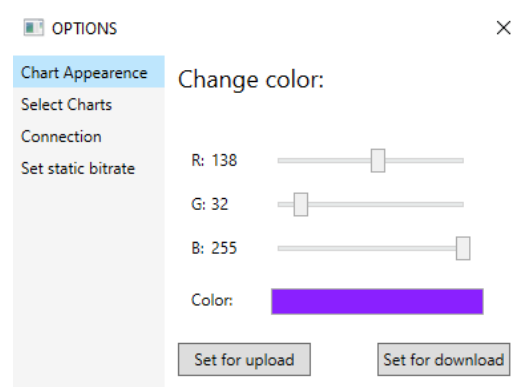 OPTIONS
Chart Appearence
Select Charts
Connection
Set static bitrate
Change color:
R: 138
G: 32
B: 255
Color:
Set for upload
Set for download